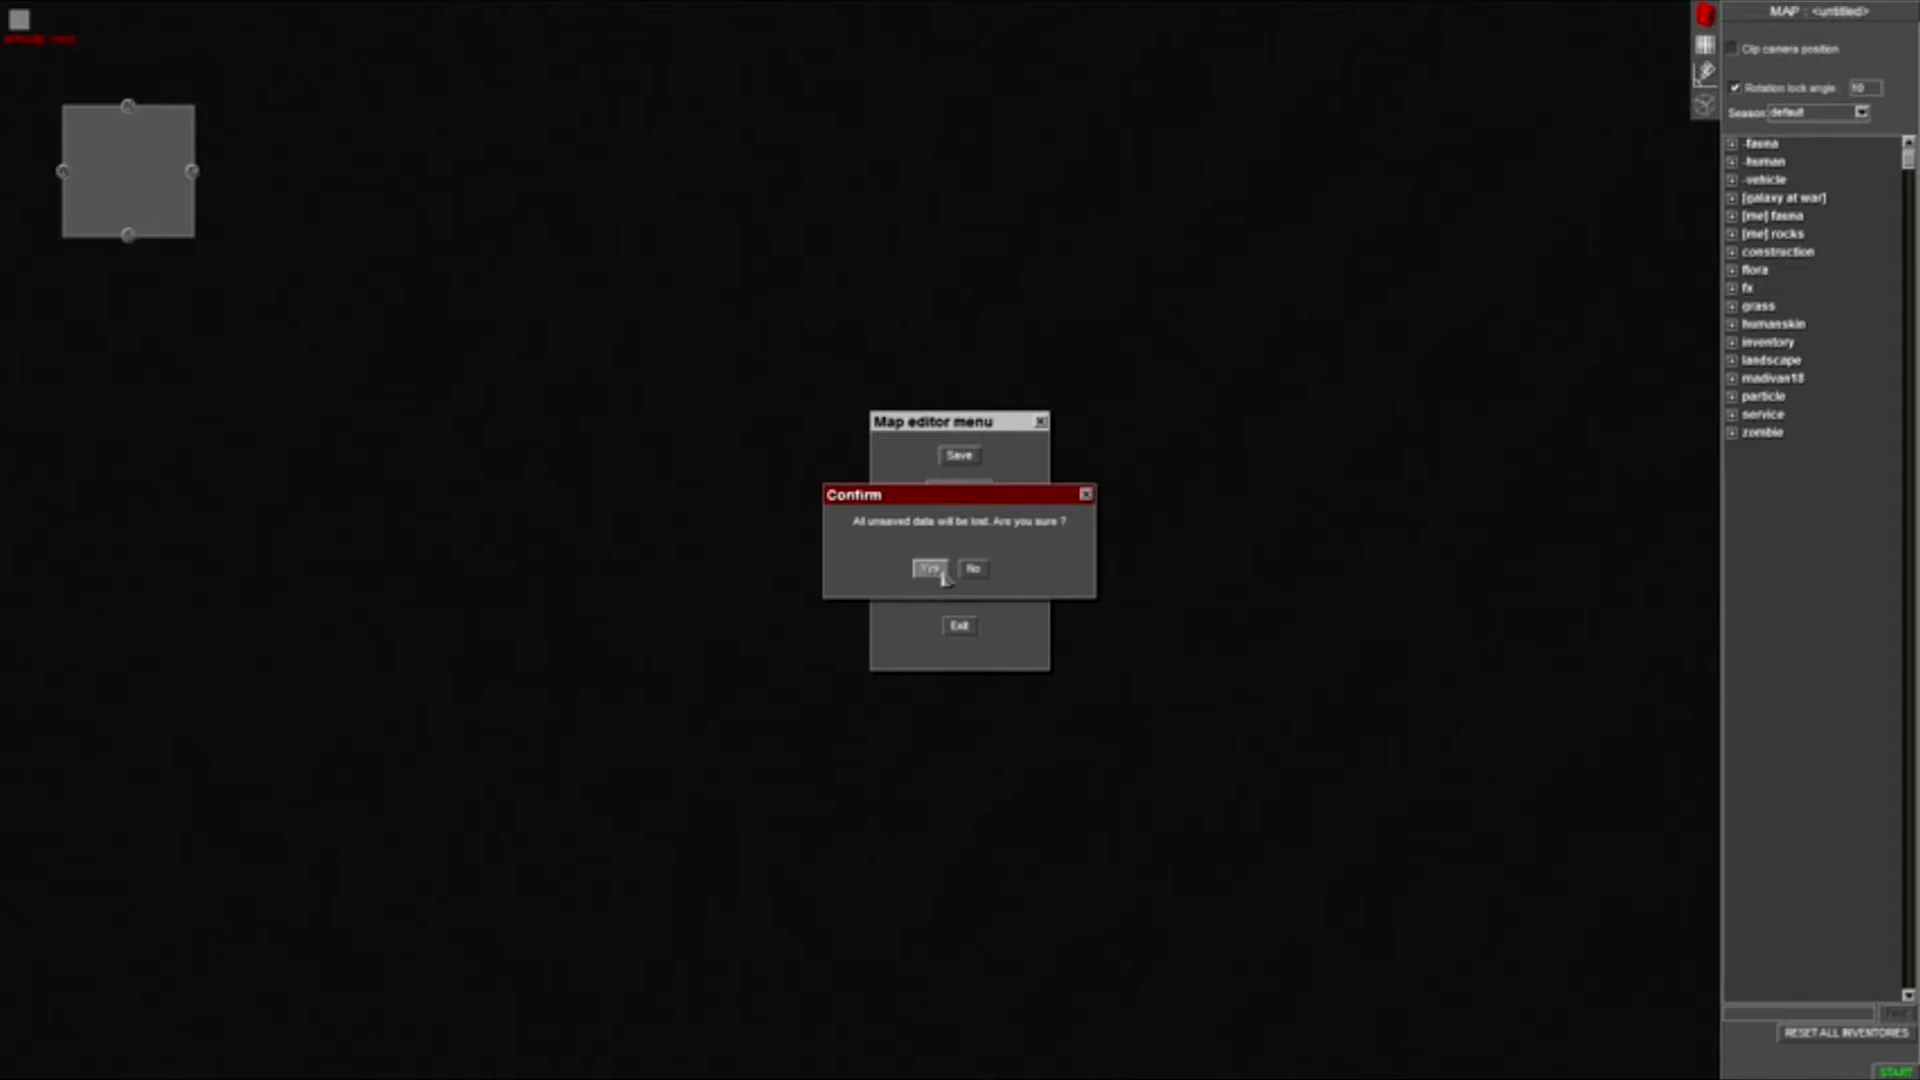 MAP : <untitled>
Clip camera position
Rotation lock angle :
Season: default
-fauna
-human
-vehicle
[galaxy at war]
[me] fauna
[me] rocks
construction
flora
fx
grass
humanskin
inventory
landscape
madivan18
particle
service
zombie
Map editor menu
Save
Confirm
All unsaved data will be lost. Are you sure ?
Yes No
Exit
RESET ALL INVENTORIES
START